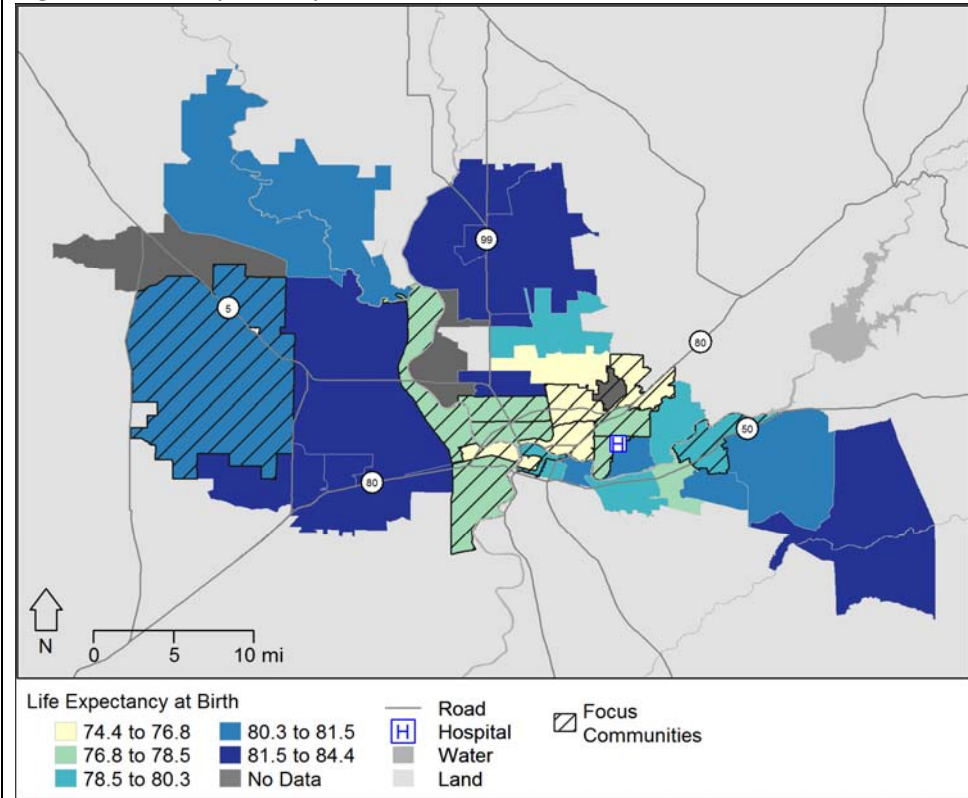 99
5
80
50
80
H
N
0 5 10 mi
Life Expectancy at Birth
74.4 to 76.8
76.8 to 78.5
78.5 to 80.3
80.3 to 81.5
81.5 to 84.4
No Data
Road
H Hospital
Water
Land
Focus
Communities